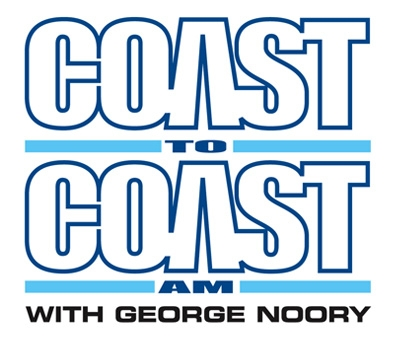 COAST
TO
COAST
AM
WITH GEORGE NOORY